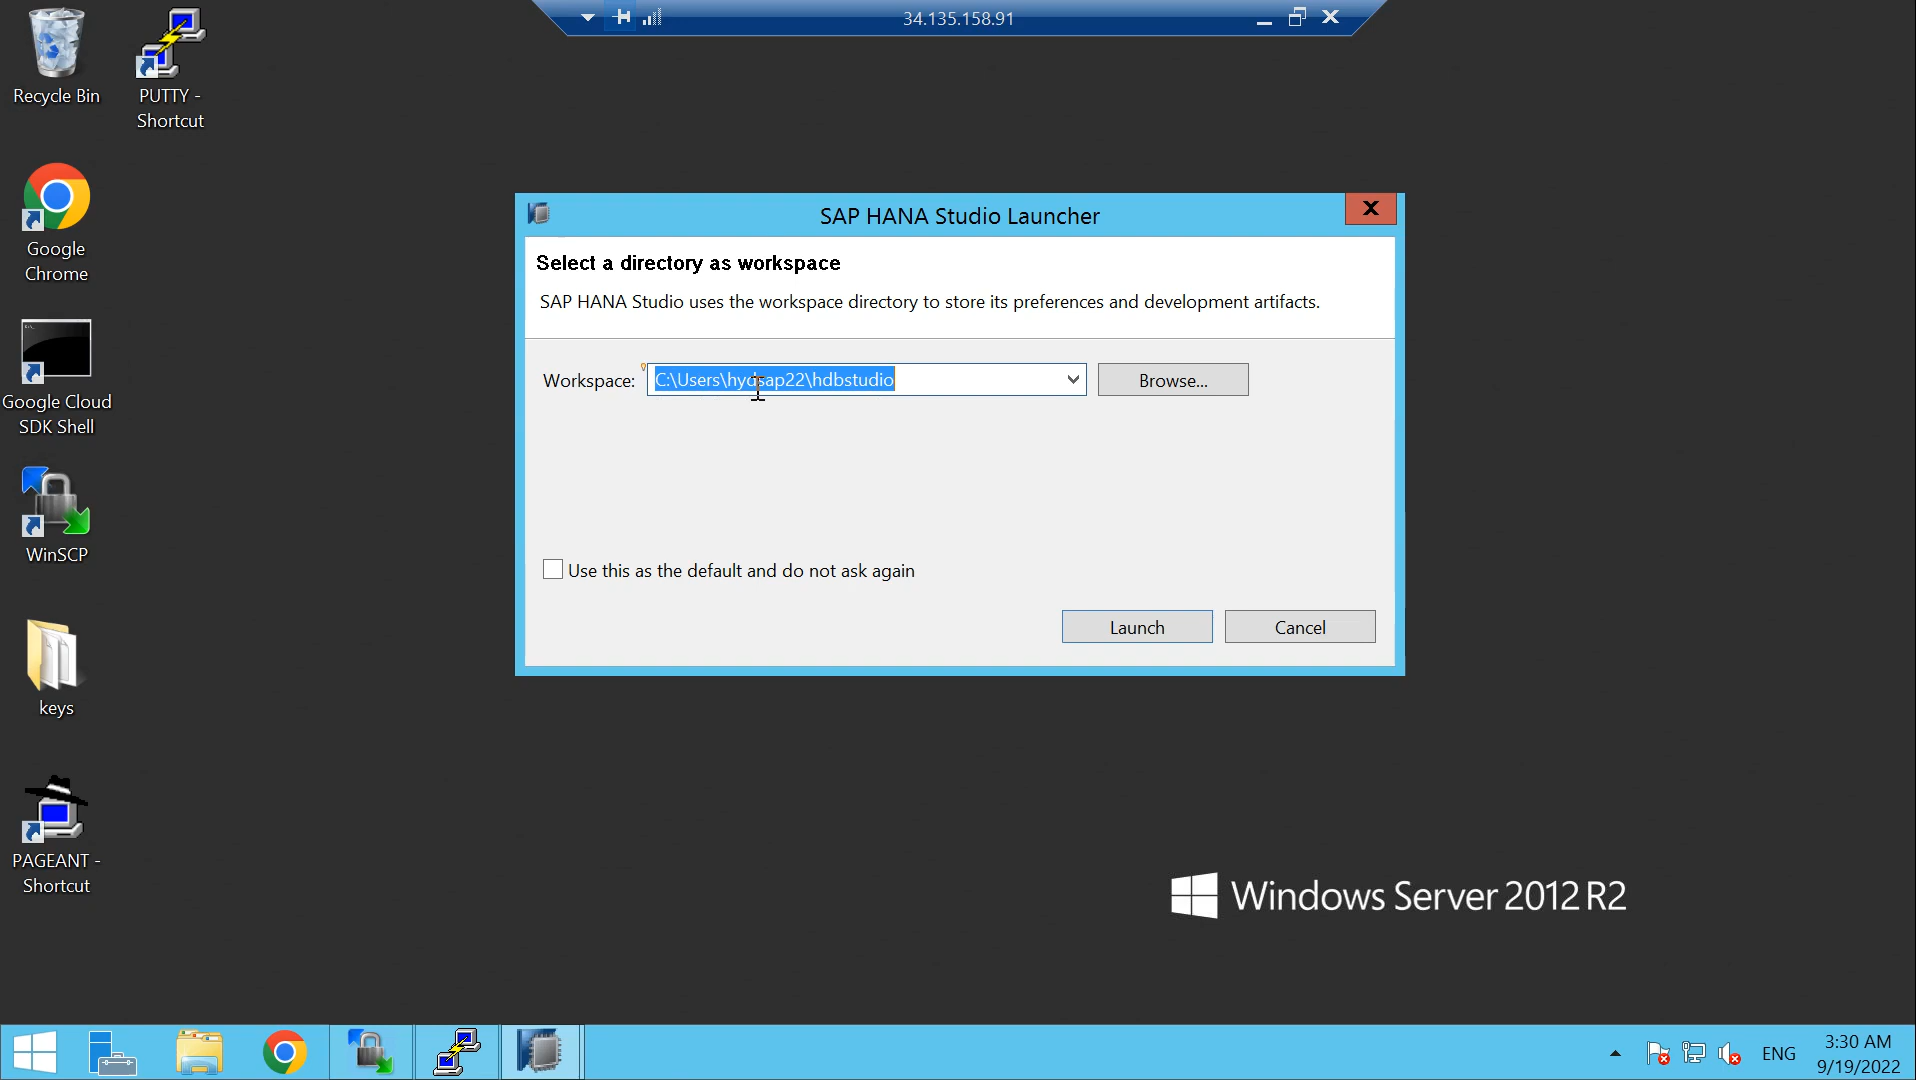 34.135.158.91
Recycle Bin
PUTTY -
Shortcut
Google
Chrome
Google Cloud
SDK Shell
WinSCP
keys
PAGEANT -
Shortcut
SAP HANA Studio Launcher
Select a directory as workspace
SAP HANA Studio uses the workspace directory to store its preferences and development artifacts.
Workspace: C:\Users\hydsap22\hdbstudio Browse...
Use this as the default and do not ask again
Launch Cancel
Windows Server 2012 R2
ENG
3:30 AM
9/19/2022